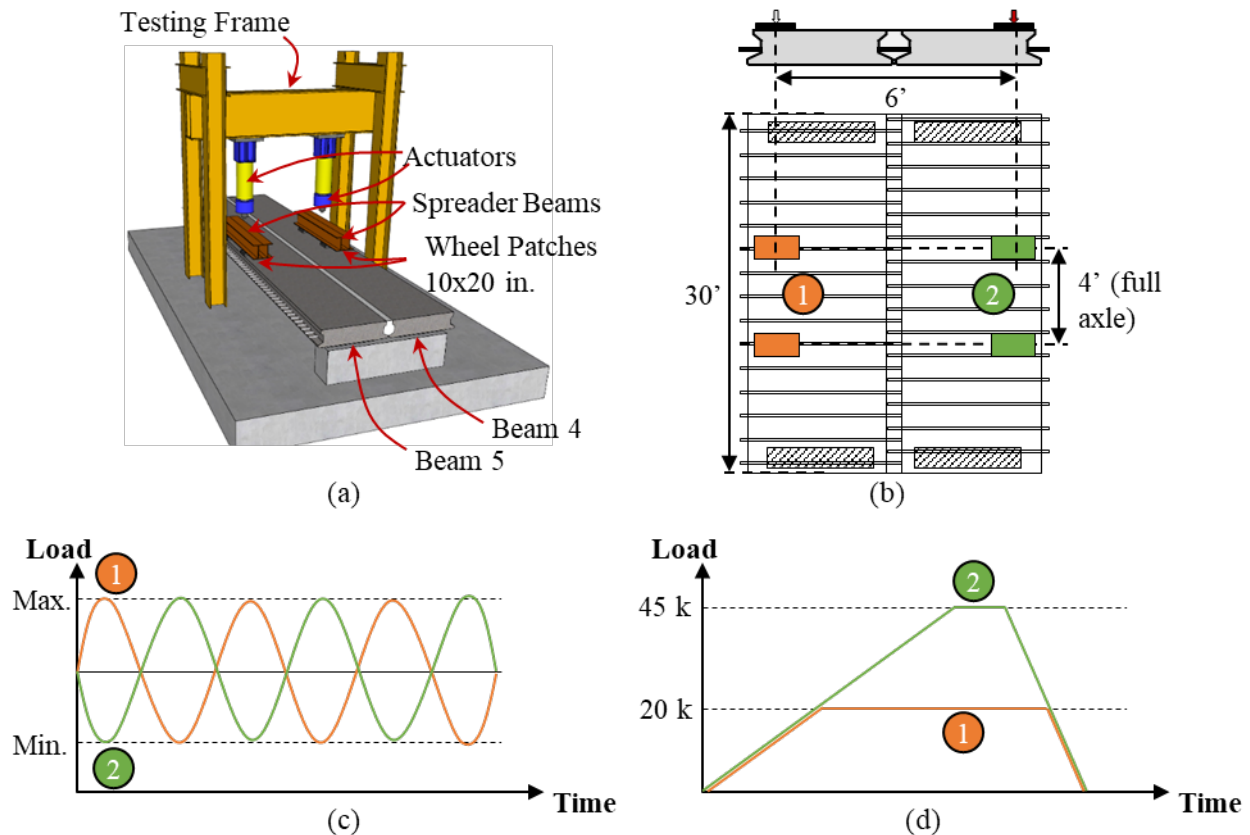 Testing Frame
Actuators
Spreader Beams
Wheel Patches
10x20 in.
Beam 4
Beam 5
(a)
6’
30’
1
2
4’ (full
axle)
(b)
Load
1
Max.
Min.
2
Time
(c)
Load
2
45 k
20 k
1
Time
(d)